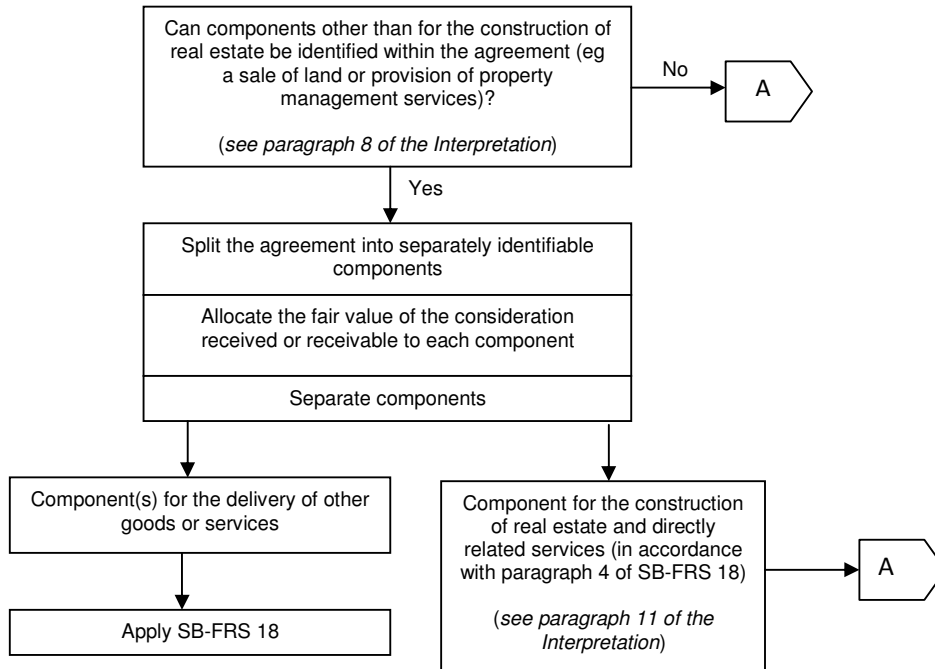 Can components other than for the construction of
real estate be identified within the agreement (eg
a sale of land or provision of property
management services)?
(see paragraph 8 of the Interpretation)
No
A
Yes
Split the agreement into separately identifiable
components
Allocate the fair value of the consideration
received or receivable to each component
Separate components
Component(s) for the delivery of other
goods or services
Apply SB-FRS 18
Component for the construction
of real estate and directly
related services (in accordance
with paragraph 4 of SB-FRS 18)
(see paragraph 11 of the
Interpretation)
A